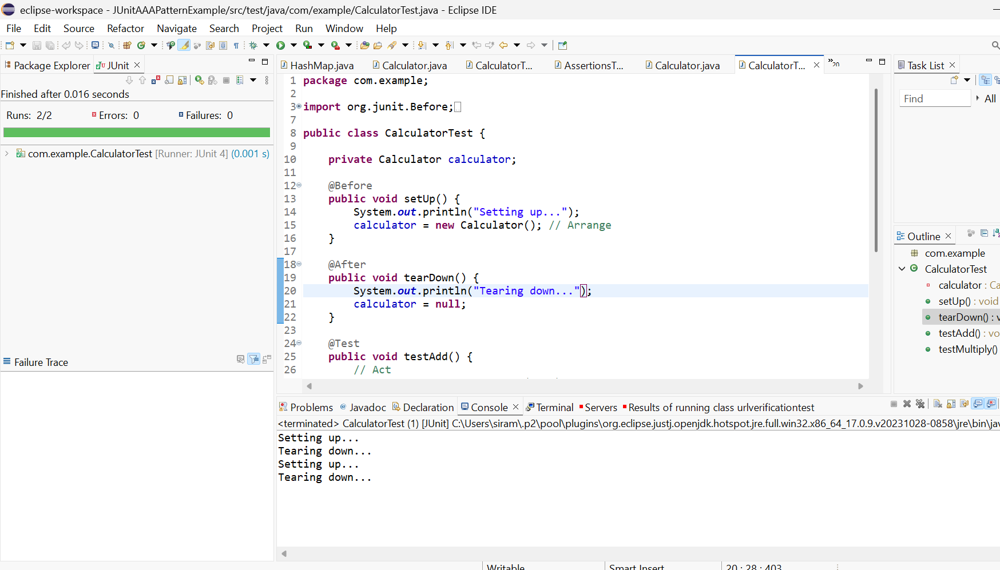 eclipse-workspace - JUnitAAAPatternExample/src/test/java/com/example/CalculatorTest.java - Eclipse IDE
File Edit Source Refactor Navigate Search Project Run Window Help
Package Explorer JUnit
Finished after 0.016 seconds
Runs: 2/2 Errors: 0 Failures: 0
com.example.CalculatorTest [Runner: JUnit 4] (0.001 s)
Failure Trace
HashMap.java Calculator.java CalculatorT... AssertionsT... Calculator.java CalculatorT... »20
1 package com.example;
2
3 import org.junit.Before;
7
8 public class CalculatorTest {
9
10 private Calculator calculator;
11
12 @Before
13 public void setUp() {
14 System.out.println("Setting up...");
15 calculator = new Calculator(); // Arrange
16 }
17
18 @After
19 public void tearDown() {
20 System.out.println("Tearing down...");
21 calculator = null;
22 }
23
24 @Test
25 public void testAdd() {
26 // Act
Task List
Find All
Outline
com.example
CalculatorTest
calculator : Ca
setUp() : void
tearDown() : v
testAdd() : vo
testMultiply()
Problems Javadoc Declaration Console Terminal Servers Results of running class urlverificationtest
<terminated> CalculatorTest (1) [JUnit] C:\Users\siram\.p2\pool\plugins\org.eclipse.justj.openjdk.hotspot.jre.full.win32.x86_64_17.0.9.v20231028-0858\jre\bin\jav
Setting up...
Tearing down...
Setting up...
Tearing down...
Writable Smart Insert 20 : 28 : 403